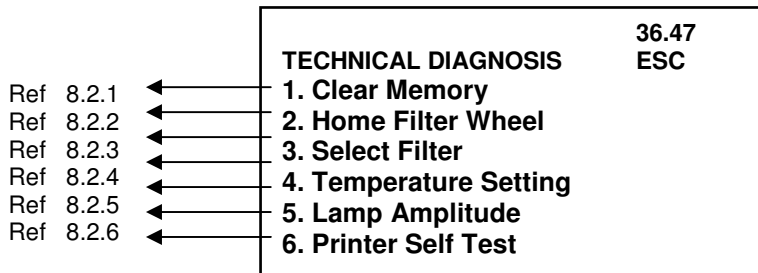 36.47
TECHNICAL DIAGNOSIS ESC
Ref 8.2.1 1. Clear Memory
Ref 8.2.2 2. Home Filter Wheel
Ref 8.2.3 3. Select Filter
Ref 8.2.4 4. Temperature Setting
Ref 8.2.5 5. Lamp Amplitude
Ref 8.2.6 6. Printer Self Test